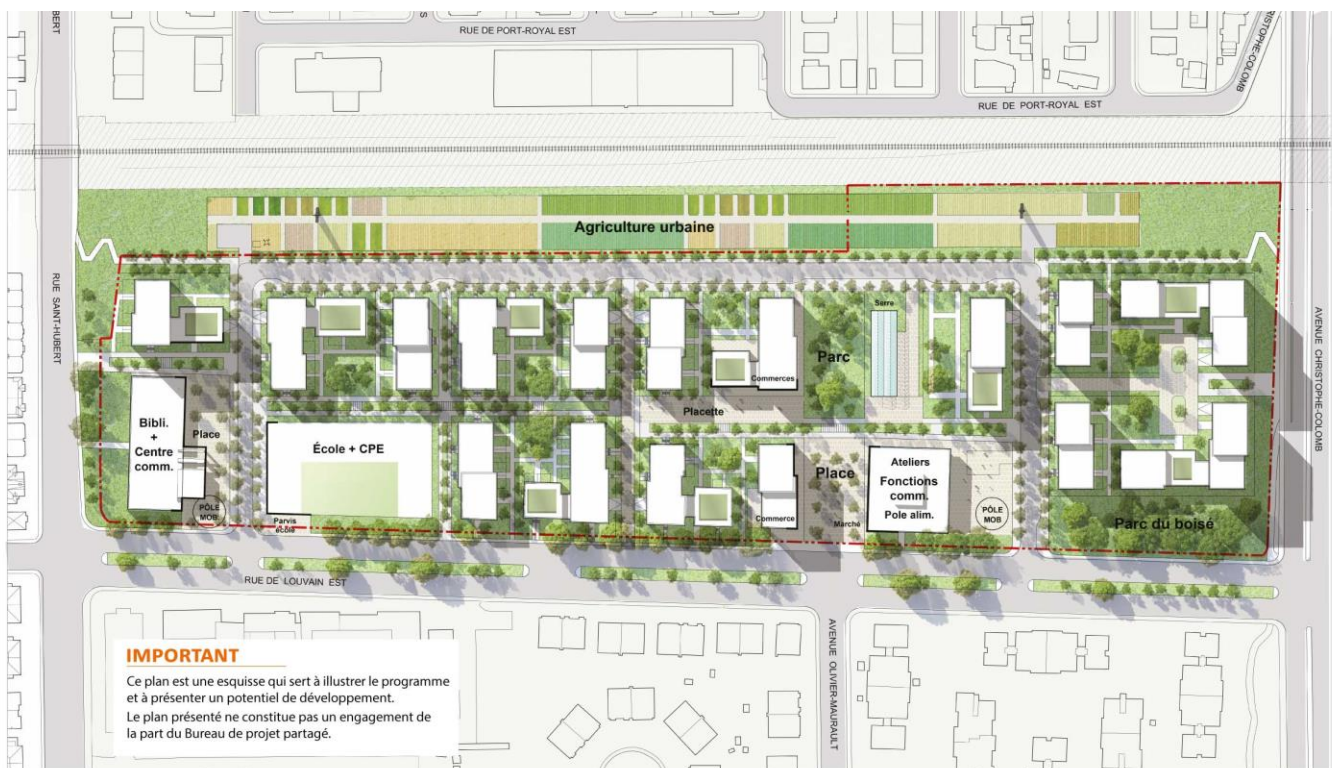 BERT
S
RUE DE PORT-ROYAL EST
RISTOPHE-COLOMB
RUE DE PORT-ROYAL EST
Agriculture urbaine
RUE SAINT-HUBERT
AVENUE CHRISTOPHE-COLOMB
Serre
Parc
Commerces
Placette
Bibli.
+
Centre
comm.
Place
École + CPE
Place
Ateliers
Fonctions
comm.
Pole alim.
PÔLE
MOB
Parvis
école
Commerce
Marché
PÔLE
MOB
Parc du boisé
RUE DE LOUVAIN EST
AVENUE OLIVIER-MAURAULT
IMPORTANT
Ce plan est une esquisse qui sert à illustrer le programme
et à présenter un potentiel de développement.
Le plan présenté ne constitue pas un engagement de
la part du Bureau de projet partagé.